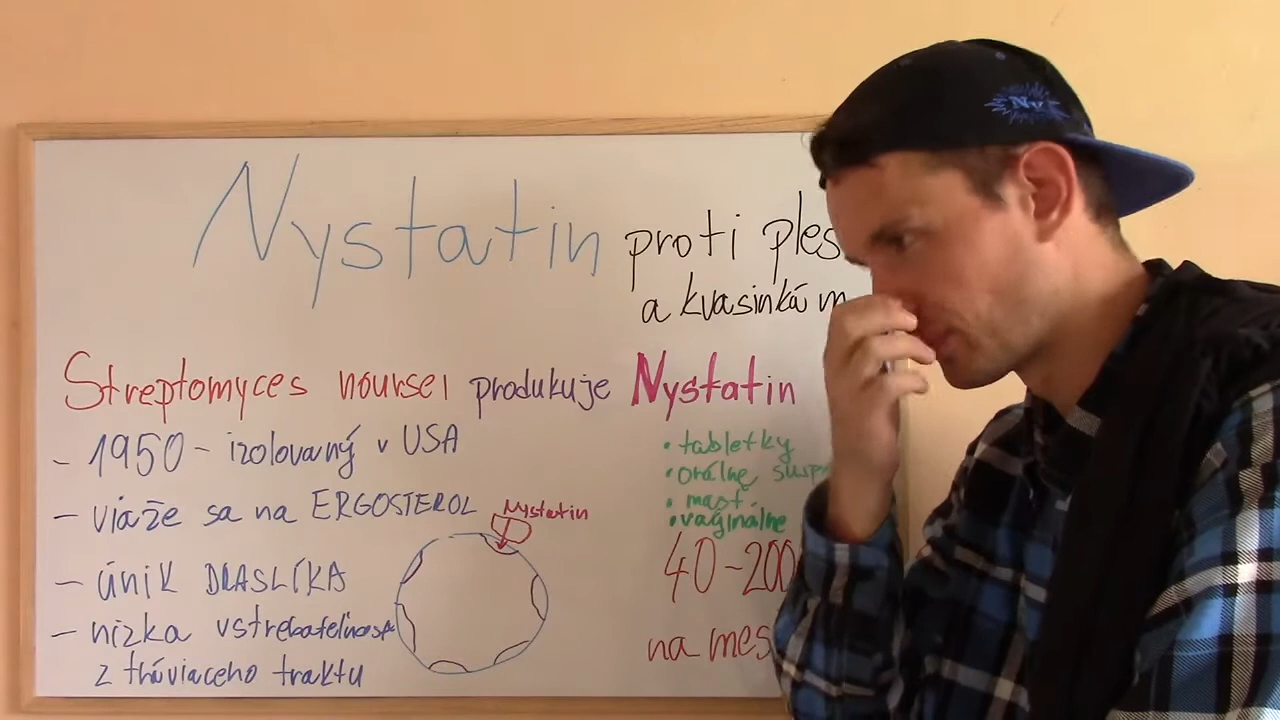 Nystatin proti ples
a kvasinkám
Streptomyces noursei produkuje Nystatin
- 1950 - izolovaný v USA
- viaže sa na ERGOSTEROL
- únik DRASLÍKA
- nízka vstrebateľnosť
z tráviaceho traktu
Nystatin
• tabletky
• orálne susp
• masť
• vaginálne
40-200
na mes
Ny